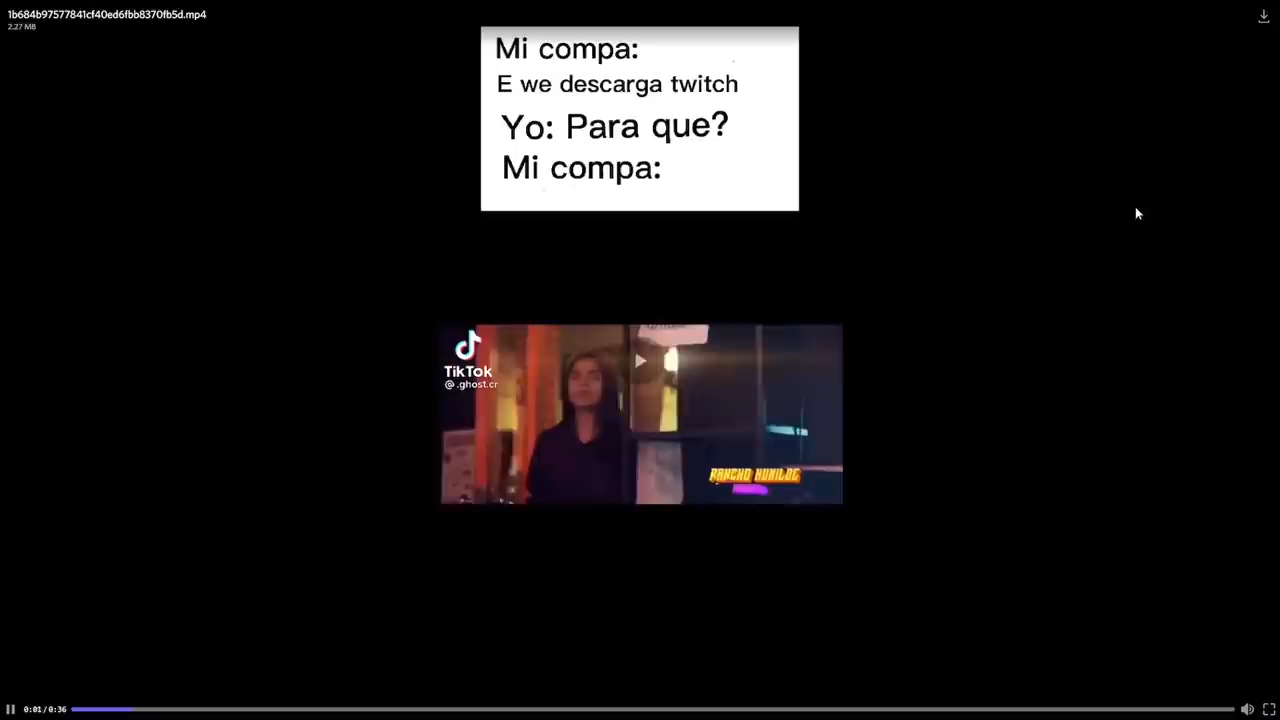 1b684b97577841cf40ed6fbb8370fb5d.mp4
2.27 MB
Mi compa:
E we descarga twitch
Yo: Para que?
Mi compa:
TikTok
@.ghost.cr
RANCHO HUMILDE
0:01/0:36